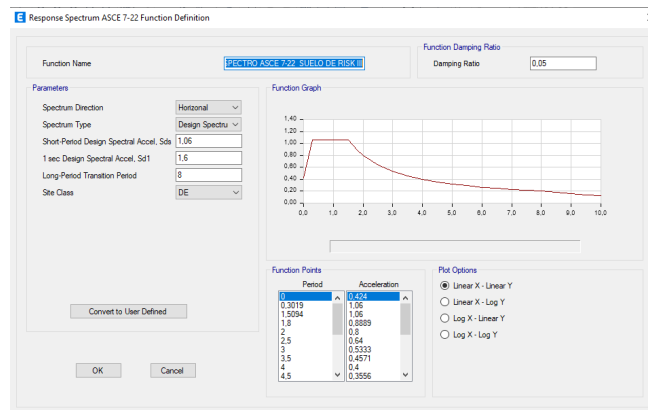 E Response Spectrum ASCE 7-22 Function Definition
Function Name
SPECTRO ASCE 7-22 SUELO DE RISK III
Function Damping Ratio
Damping Ratio 0,05
Parameters
Spectrum Direction Horizonal
Spectrum Type Design Spectru
Short-Period Design Spectral Accel, Sds 1,06
1 sec Design Spectral Accel, Sd1 1,6
Long-Period Transition Period 8
Site Class DE
Convert to User Defined
OK Cancel
Function Graph
1,40
1,20
1,00
0,80
0,60
0,40
0,20
0,00
0,0 1,0 2,0 3,0 4,0 5,0 6,0 7,0 8,0 9,0 10,0
Function Points
Period Acceleration
0 0,424
0,3019 1,06
1,5094 1,06
1,8 0,8889
2 0,8
2,5 0,64
3 0,5333
3,5 0,4571
4 0,4
4,5 0,3556
Plot Options
Linear X - Linear Y
Linear X - Log Y
Log X - Linear Y
Log X - Log Y